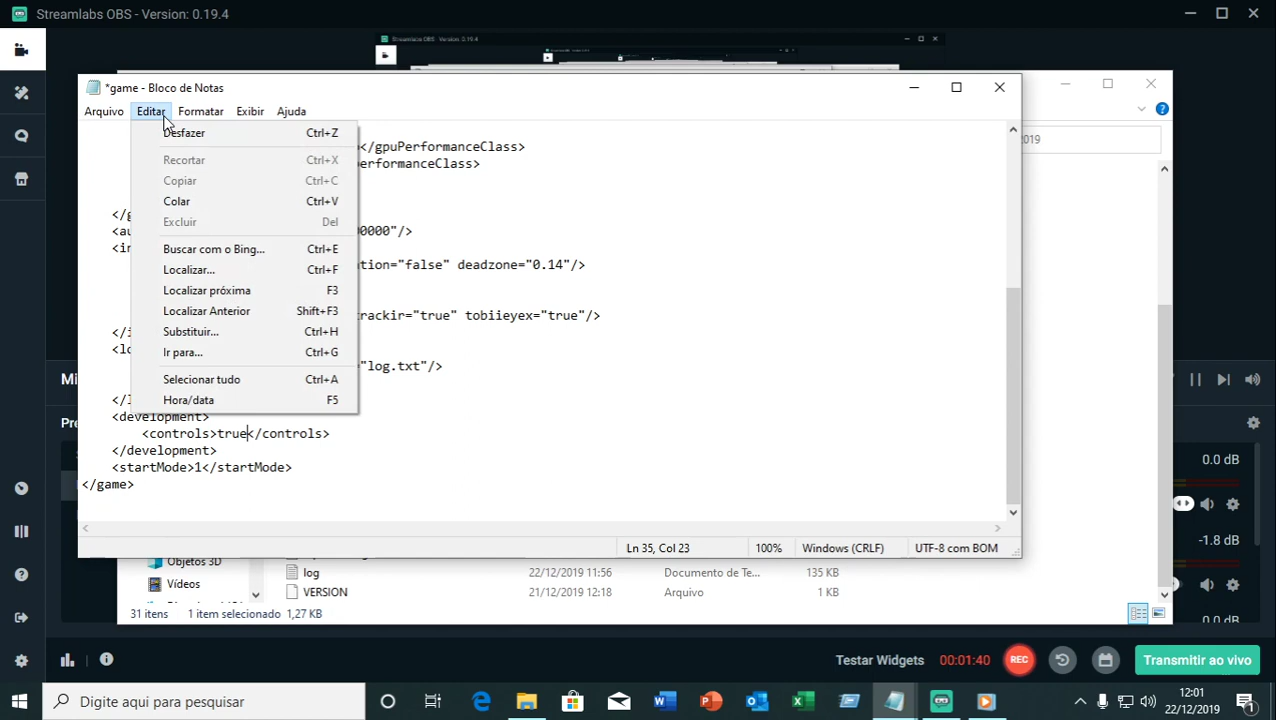 Streamlabs OBS - Version: 0.19.4
*game - Bloco de Notas
Arquivo Editar Formatar Exibir Ajuda
Desfazer Ctrl+Z
Recortar Ctrl+X
Copiar Ctrl+C
Colar Ctrl+V
Excluir Del
Buscar com o Bing... Ctrl+E
Localizar... Ctrl+F
Localizar próxima F3
Localizar Anterior Shift+F3
Substituir... Ctrl+H
Ir para... Ctrl+G
Selecionar tudo Ctrl+A
Hora/data F5
</gpuPerformanceClass>
erformanceClass>
0000"/>
tion="false" deadzone="0.14"/>
rackir="true" tobiieyex="true"/>
"log.txt"/>
<development>
<controls>true</controls>
</development>
<startMode>1</startMode>
</game>
Ln 35, Col 23 100% Windows (CRLF) UTF-8 com BOM
2019
Objetos 3D
Vídeos
log 22/12/2019 11:56 Documento de Te... 135 KB
VERSION 21/12/2019 12:18 Arquivo 1 KB
31 itens 1 item selecionado 1,27 KB
0.0 dB
-1.8 dB
0.0 dB
Testar Widgets 00:01:40 REC Transmitir ao vivo
Digite aqui para pesquisar
12:01
22/12/2019